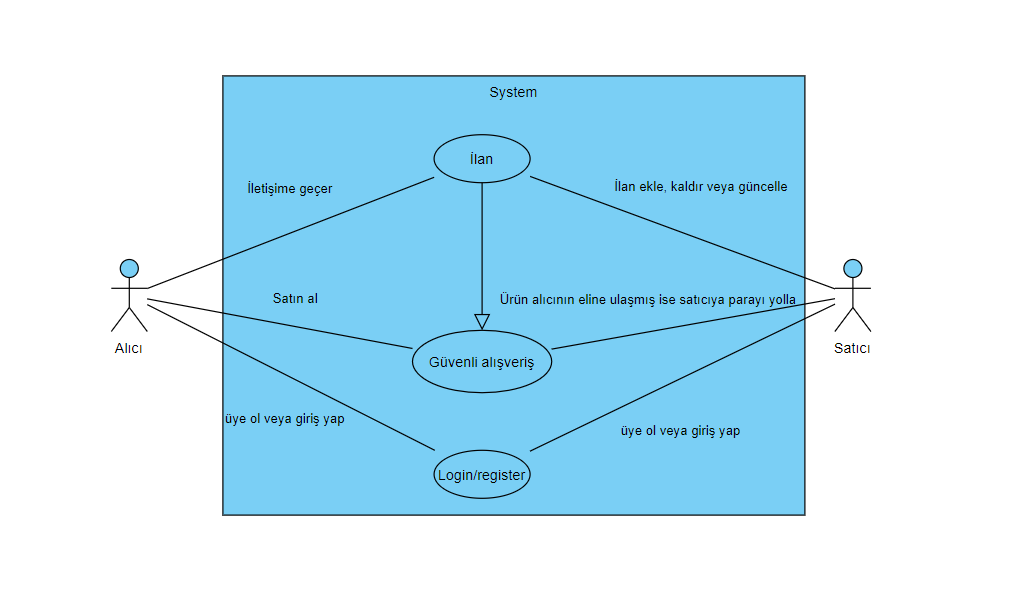 System
İlan
İletişime geçer
İlan ekle, kaldır veya güncelle
Satın al
Ürün alıcının eline ulaşmış ise satıcıya parayı yolla
Alıcı
Satıcı
Güvenli alışveriş
üye ol veya giriş yap
üye ol veya giriş yap
Login/register